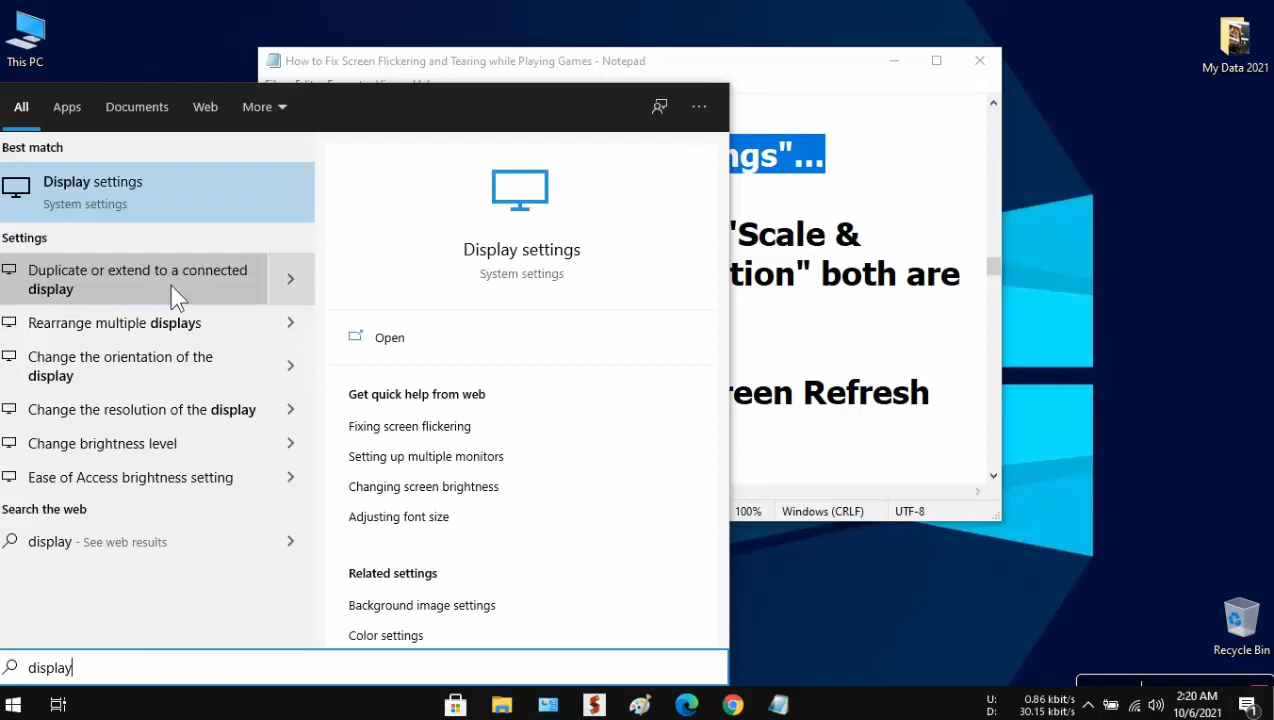 This PC
My Data 2021
How to Fix Screen Flickering and Tearing while Playing Games - Notepad
All Apps Documents Web More
Best match
Display settings
System settings
Settings
Duplicate or extend to a connected
display
Rearrange multiple displays
Change the orientation of the
display
Change the resolution of the display
Change brightness level
Ease of Access brightness setting
Search the web
display - See web results
Display settings
System settings
Open
Get quick help from web
Fixing screen flickering
Setting up multiple monitors
Changing screen brightness
Adjusting font size
Related settings
Background image settings
Color settings
ngs"...
"Scale &
tion" both are
reen Refresh
100% Windows (CRLF) UTF-8
Recycle Bin
display
U: 0.86 kbit/s
D: 30.15 kbit/s
2:20 AM
10/6/2021
1